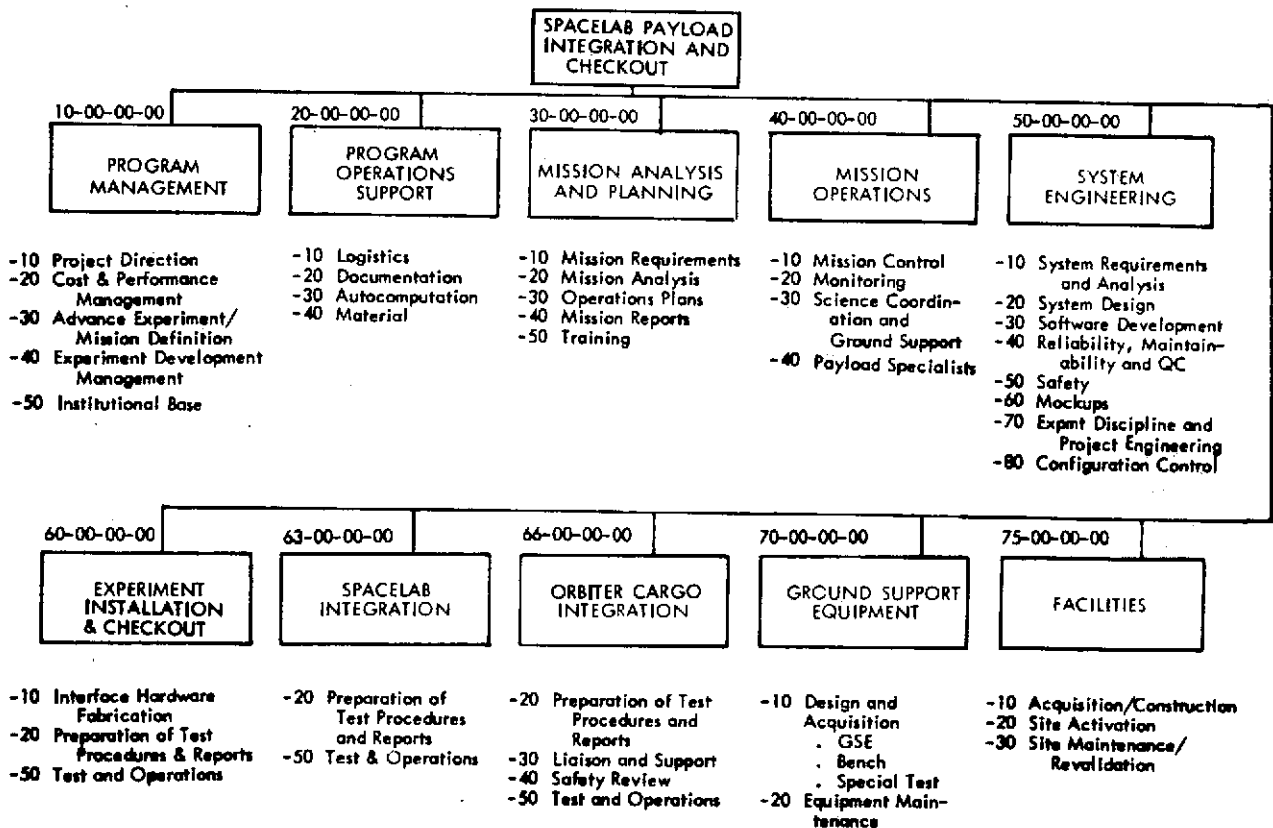 SPACELAB PAYLOAD
INTEGRATION AND
CHECKOUT
10-00-00-00
PROGRAM
MANAGEMENT
-10 Project Direction
-20 Cost & Performance
Management
-30 Advance Experiment/
Mission Definition
-40 Experiment Development
Management
-50 Institutional Base
20-00-00-00
PROGRAM
OPERATIONS
SUPPORT
-10 Logistics
-20 Documentation
-30 Autocomputation
-40 Material
30-00-00-00
MISSION ANALYSIS
AND PLANNING
-10 Mission Requirements
-20 Mission Analysis
-30 Operations Plans
-40 Mission Reports
-50 Training
40-00-00-00
MISSION
OPERATIONS
-10 Mission Control
-20 Monitoring
-30 Science Coordin-
ation and
Ground Support
-40 Payload Specialists
50-00-00-00
SYSTEM
ENGINEERING
-10 System Requirements
and Analysis
-20 System Design
-30 Software Development
-40 Reliability, Maintain-
ability and QC
-50 Safety
-60 Mockups
-70 Expmt Discipline and
Project Engineering
-80 Configuration Control
60-00-00-00
EXPERIMENT
INSTALLATION
& CHECKOUT
-10 Interface Hardware
Fabrication
-20 Preparation of Test
Procedures & Reports
-50 Test and Operations
63-00-00-00
SPACELAB
INTEGRATION
-20 Preparation of
Test Procedures
and Reports
-50 Test & Operations
66-00-00-00
ORBITER CARGO
INTEGRATION
-20 Preparation of Test
Procedures and
Reports
-30 Liaison and Support
-40 Safety Review
-50 Test and Operations
70-00-00-00
GROUND SUPPORT
EQUIPMENT
-10 Design and
Acquisition
. GSE
. Bench
. Special Test
-20 Equipment Main-
tenance
75-00-00-00
FACILITIES
-10 Acquisition/Construction
-20 Site Activation
-30 Site Maintenance/
Revalidation